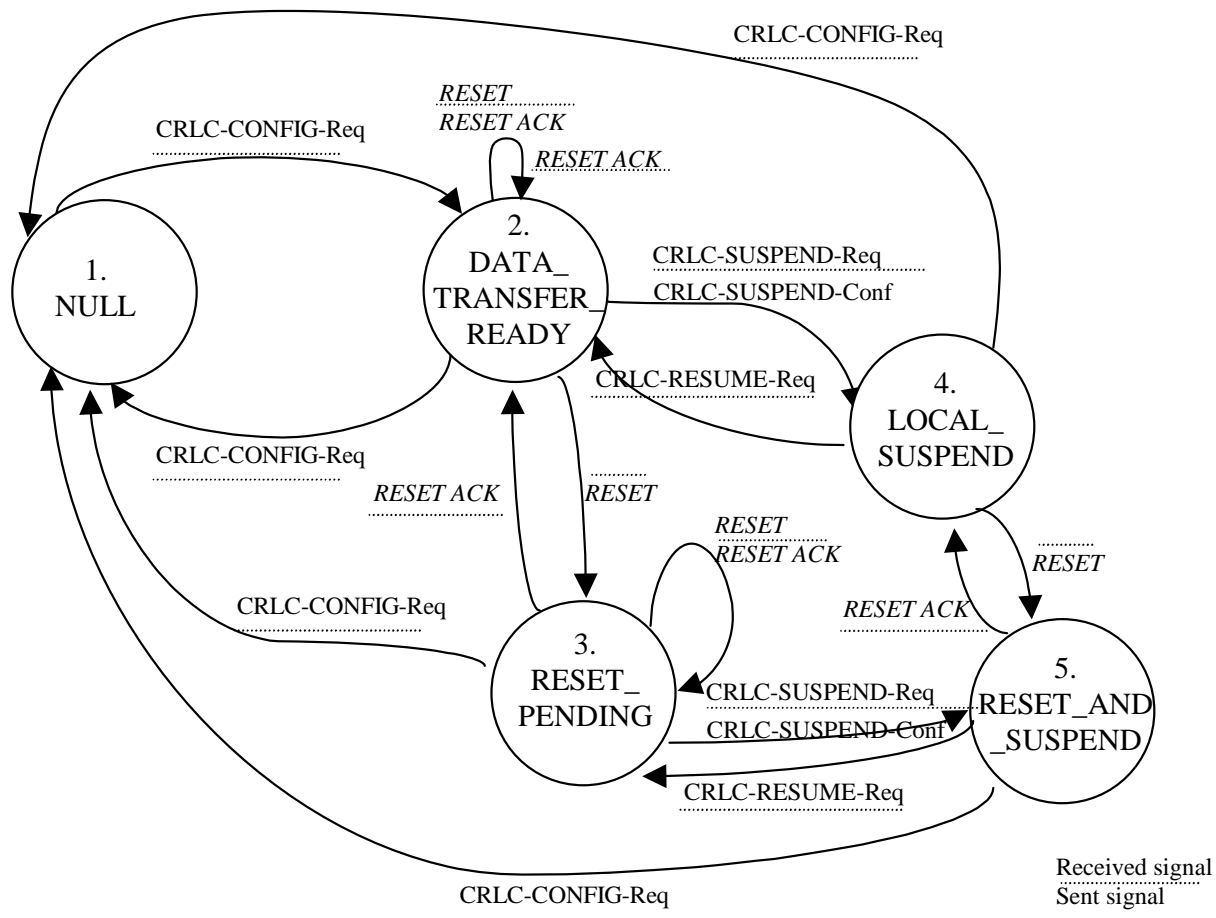 CRLC-CONFIG-Req
RESET
RESET ACK
CRLC-CONFIG-Req
RESET ACK
1.
NULL
2.
DATA_
TRANSFER_
READY
CRLC-SUSPEND-Req
CRLC-SUSPEND-Conf
CRLC-RESUME-Req
4.
LOCAL_
SUSPEND
CRLC-CONFIG-Req
RESET ACK
RESET
RESET
RESET ACK
RESET
CRLC-CONFIG-Req
RESET ACK
3.
RESET_
PENDING
CRLC-SUSPEND-Req
CRLC-SUSPEND-Conf
5.
RESET_AND
_SUSPEND
CRLC-RESUME-Req
CRLC-CONFIG-Req
Received signal
Sent signal